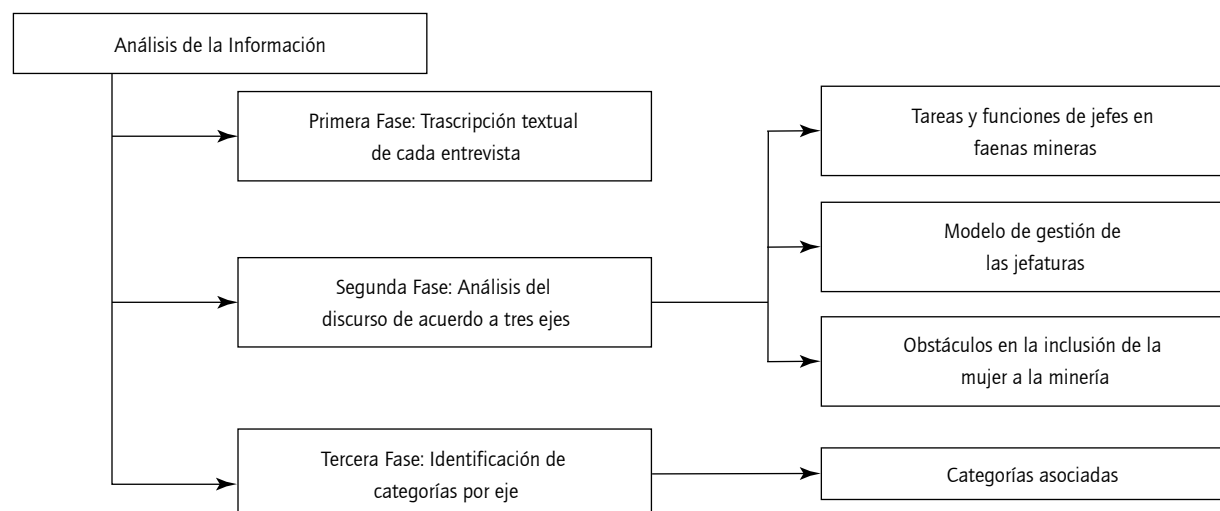 Análisis de la Información
Primera Fase: Trascripción textual
de cada entrevista
Segunda Fase: Análisis del
discurso de acuerdo a tres ejes
Tareas y funciones de jefes en
faenas mineras
Modelo de gestión de
las jefaturas
Obstáculos en la inclusión de la
mujer a la minería
Tercera Fase: Identificación de
categorías por eje
Categorías asociadas